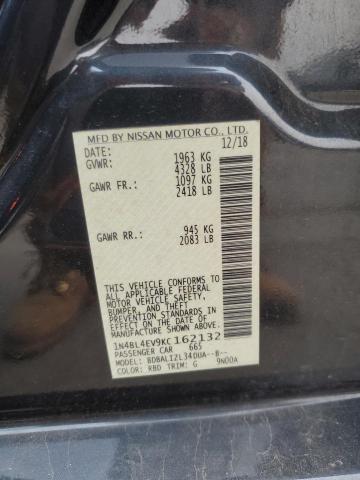 MFD BY NISSAN MOTOR CO., LTD.
DATE: 12/18
GVWR: 1963 KG
4328 LB
GAWR FR.: 1097 KG
2418 LB
GAWR RR.: 945 KG
2083 LB
THIS VEHICLE CONFORMS TO
ALL APPLICABLE FEDERAL
MOTOR VEHICLE SAFETY,
BUMPER, AND THEFT
PREVENTION STANDARDS
IN EFFECT ON THE DATE OF
MANUFACTURE SHOWN ABOVE.
1N4BL4EV9KC162132
PASSENGER CAR 665
MODEL: BDBALI2L34DUA--B--
COLOR: RBD TRIM: G 9N00A